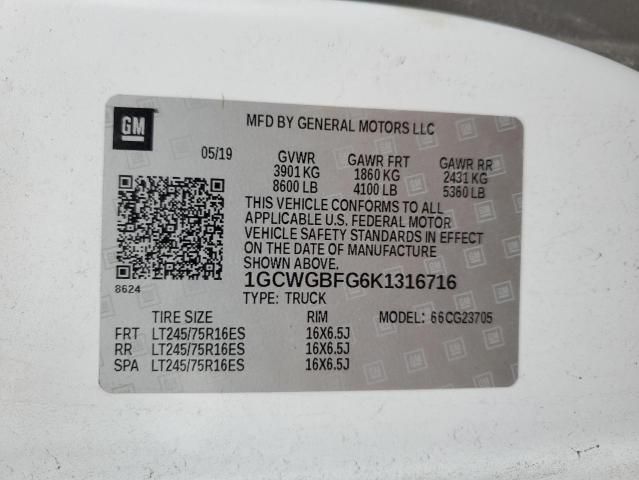 GM
MFD BY GENERAL MOTORS LLC
05/19 GVWR GAWR FRT GAWR RR
3901 KG 1860 KG 2431 KG
8600 LB 4100 LB 5360 LB
THIS VEHICLE CONFORMS TO ALL
APPLICABLE U.S. FEDERAL MOTOR
VEHICLE SAFETY STANDARDS IN EFFECT
ON THE DATE OF MANUFACTURE
SHOWN ABOVE.
8624
1GCWGBFG6K1316716
TYPE: TRUCK
TIRE SIZE RIM MODEL: 66CG23705
FRT LT245/75R16ES 16X6.5J
RR LT245/75R16ES 16X6.5J
SPA LT245/75R16ES 16X6.5J